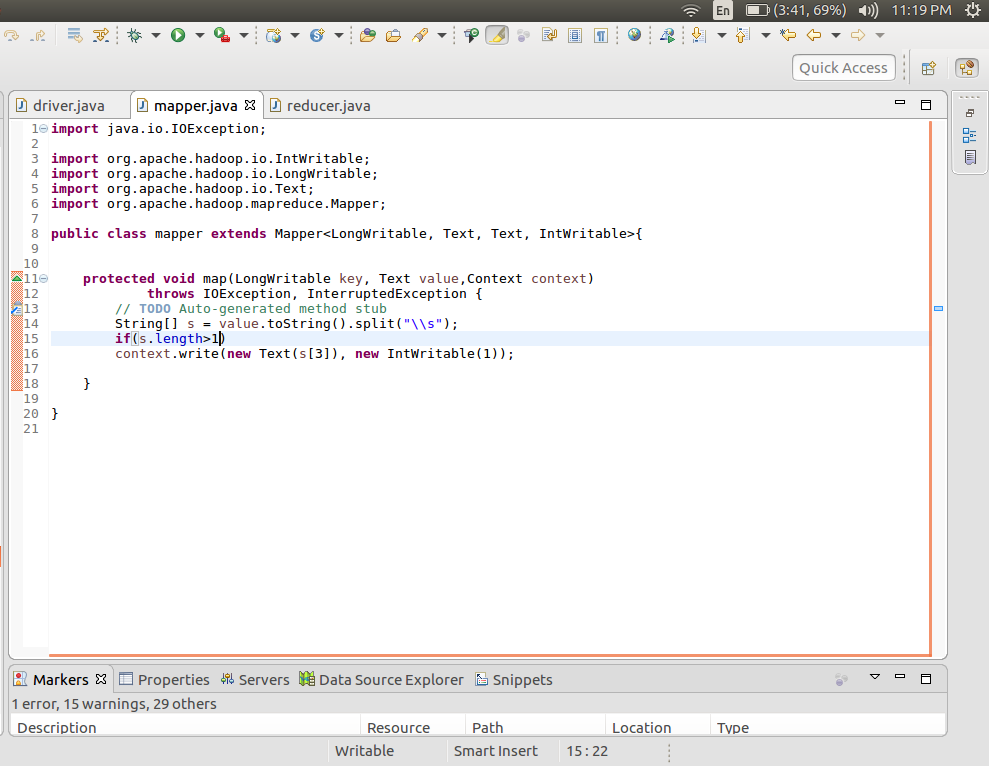 En (3:41, 69%) 11:19 PM
Quick Access
driver.java mapper.java reducer.java
1 import java.io.IOException;
2
3 import org.apache.hadoop.io.IntWritable;
4 import org.apache.hadoop.io.LongWritable;
5 import org.apache.hadoop.io.Text;
6 import org.apache.hadoop.mapreduce.Mapper;
7
8 public class mapper extends Mapper<LongWritable, Text, Text, IntWritable>{
9
10
11 protected void map(LongWritable key, Text value,Context context)
12 throws IOException, InterruptedException {
13 // TODO Auto-generated method stub
14 String[] s = value.toString().split("\\s");
15 if(s.length>1)
16 context.write(new Text(s[3]), new IntWritable(1));
17
18 }
19
20 }
21
Markers Properties Servers Data Source Explorer Snippets
1 error, 15 warnings, 29 others
Description Resource Path Location Type
Writable Smart Insert 15 : 22